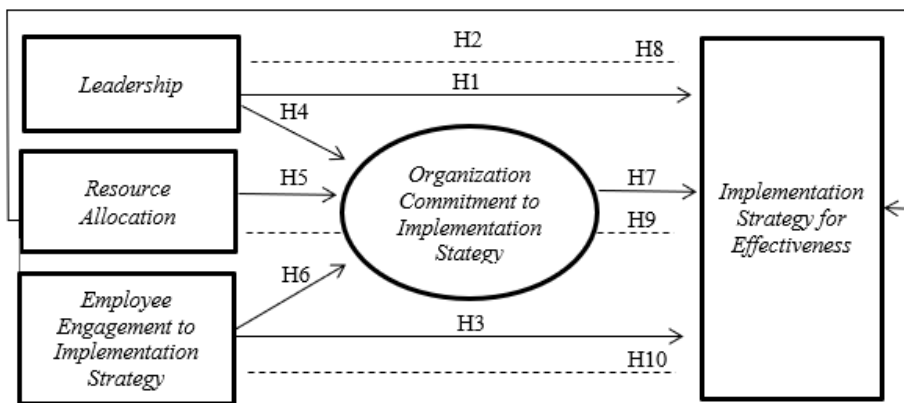 H2
H8
Leadership
H1
H4
Resource
Allocation
H5
Organization
Commitment to
Implementation
Stategy
H7
H9
Implementation
Strategy for
Effectiveness
H6
Employee
Engagement to
Implementation
Strategy
H3
H10